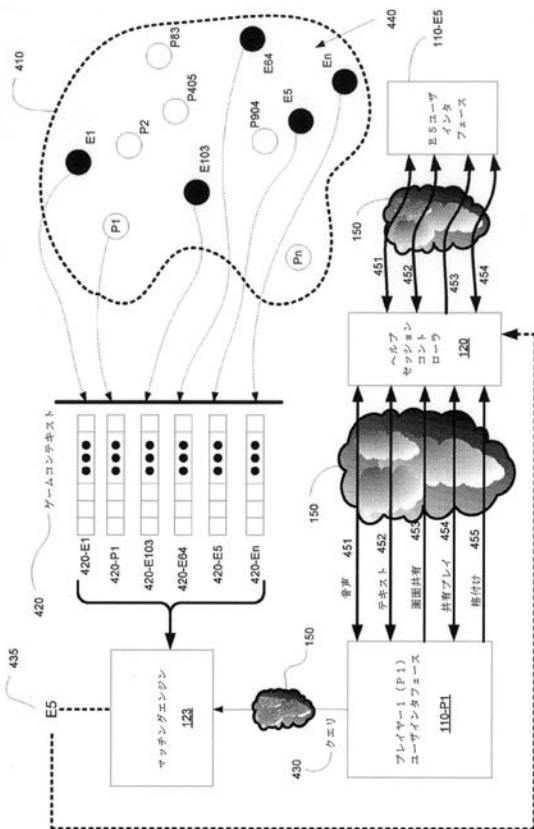 435
E5
420
ゲームコンテキスト
420-E1
420-P1
420-E103
420-E64
420-E5
420-En
マッチングエンジン
123
410
440
E1
P1
P2
P83
P405
E103
E64
P904
E5
En
Pn
150
クエリ
430
プレイヤー1(P1)
ユーザインタフェース
110-P1
150
451
音声
452
テキスト
453
画面共有
454
共有プレイ
455
格付け
ヘルプ
セッション
コント
ローラ
120
150
451
452
453
454
E5ユーザ
インタ
フェース
110-E5